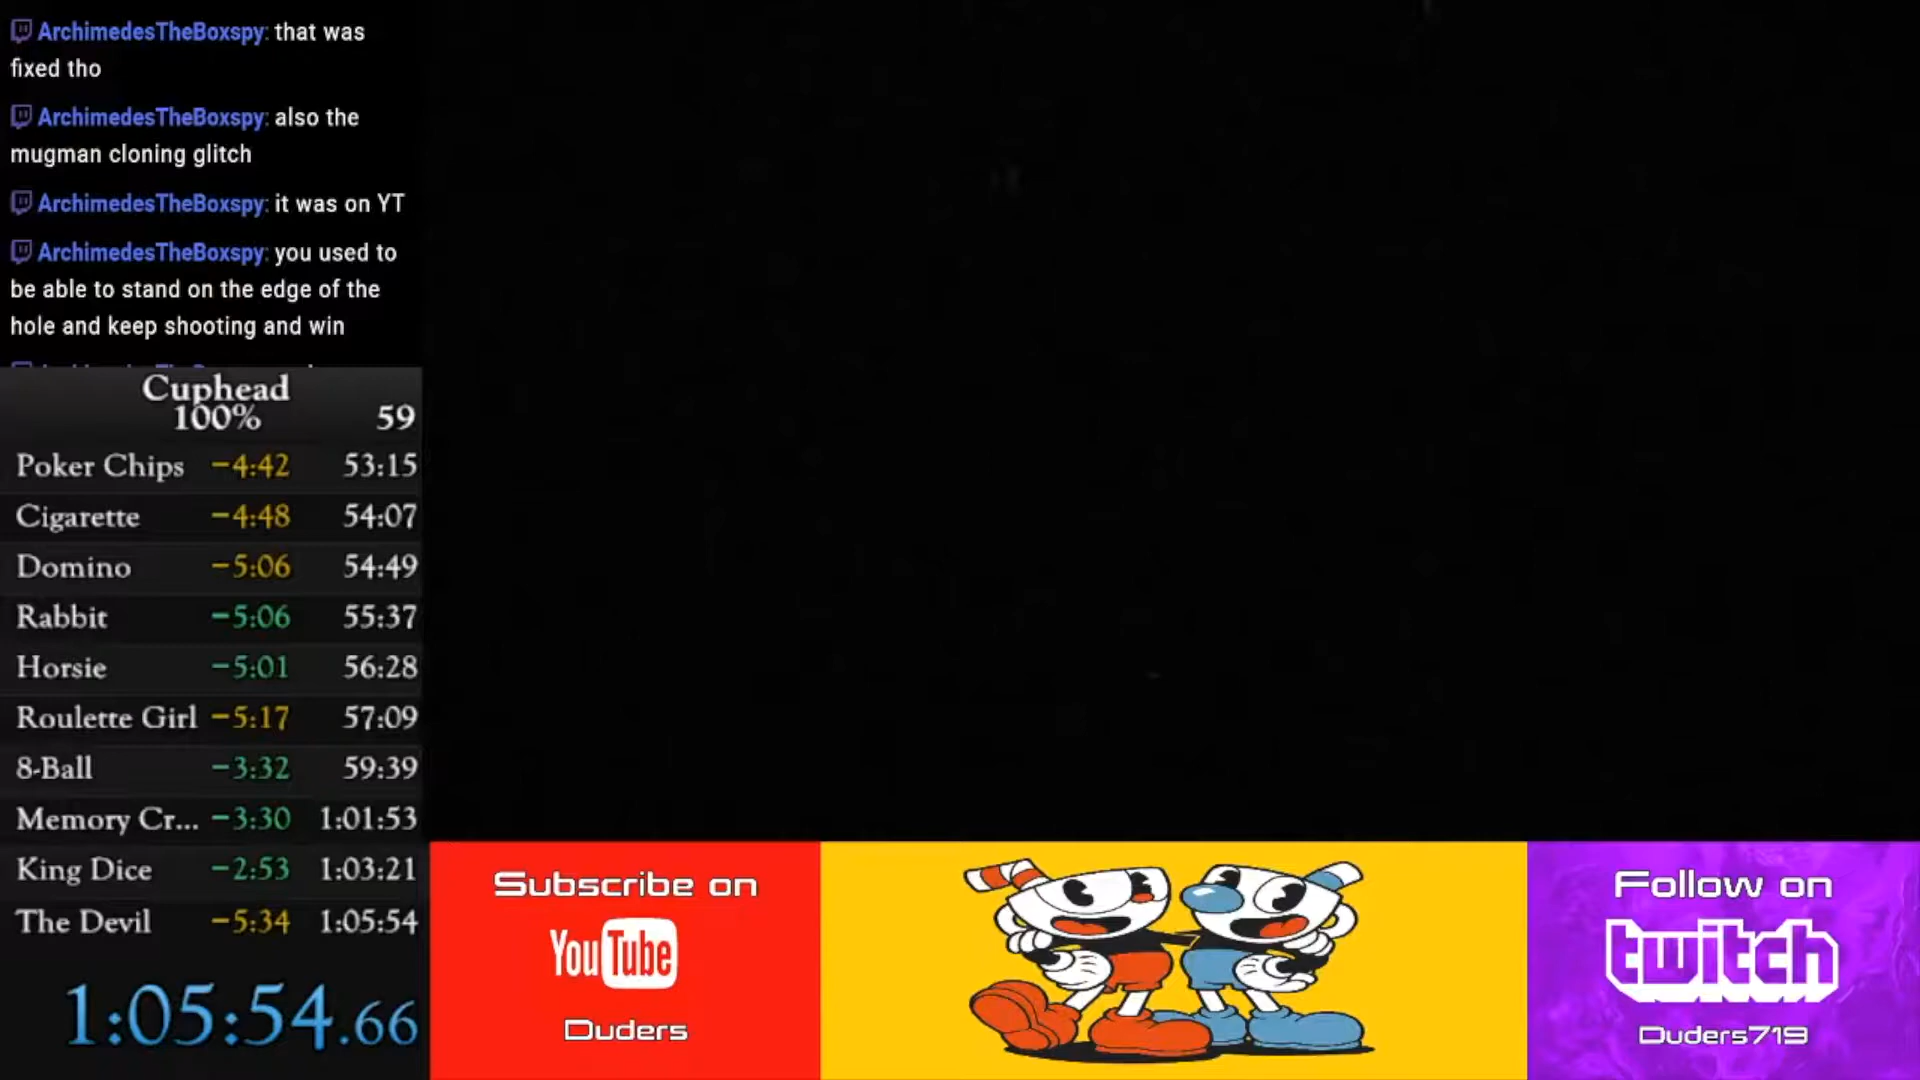 ArchimedesTheBoxspy: that was
fixed tho
ArchimedesTheBoxspy: also the
mugman cloning glitch
ArchimedesTheBoxspy: it was on YT
ArchimedesTheBoxspy: you used to
be able to stand on the edge of the
hole and keep shooting and win
Cuphead
100% 59
Poker Chips -4:42 53:15
Cigarette -4:48 54:07
Domino -5:06 54:49
Rabbit -5:06 55:37
Horsie -5:01 56:28
Roulette Girl -5:17 57:09
8-Ball -3:32 59:39
Memory Cr... -3:30 1:01:53
King Dice -2:53 1:03:21
The Devil -5:34 1:05:54
1:05:54.66
Subscribe on
YouTube
Duders
Follow on
twitch
Duders719